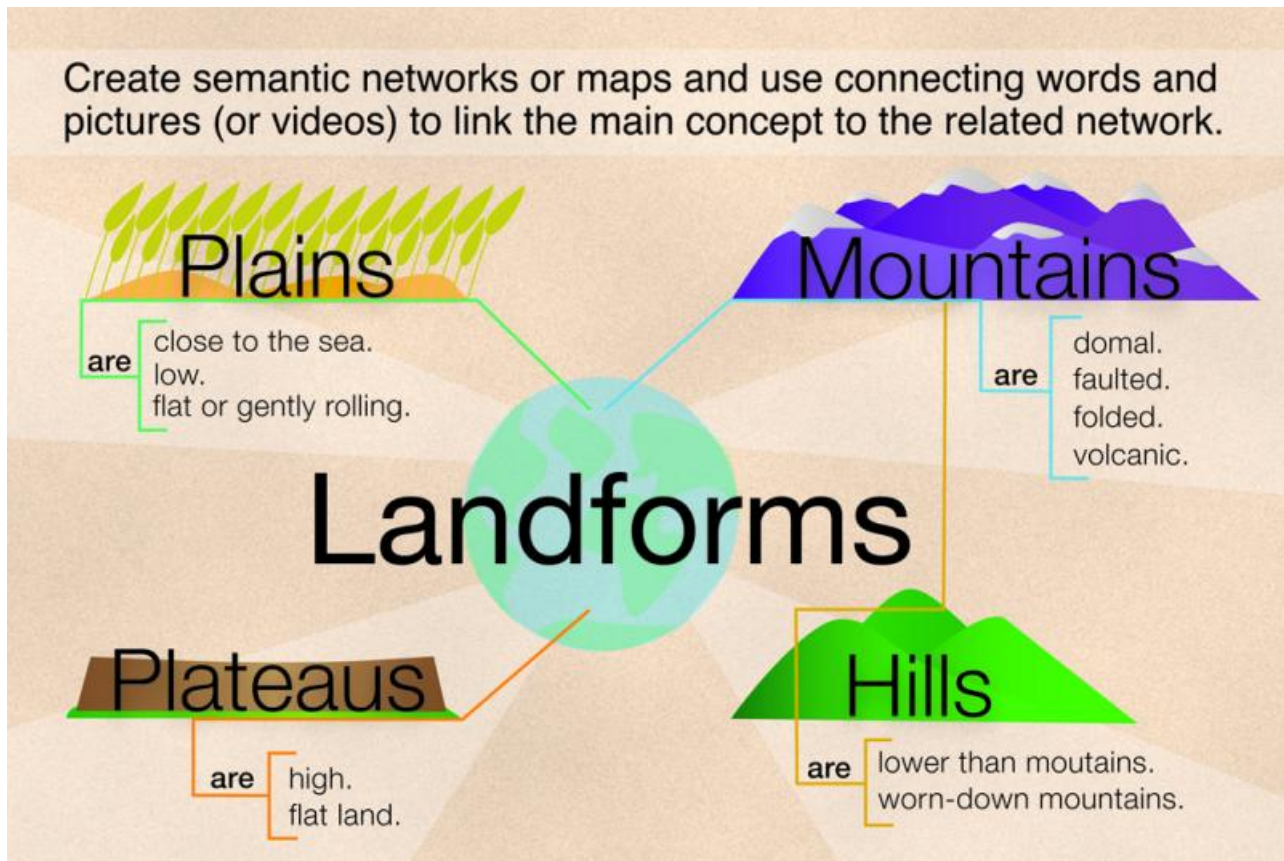 Create semantic networks or maps and use connecting words and
pictures (or videos) to link the main concept to the related network.
Plains
are
close to the sea.
low.
flat or gently rolling.
Mountains
are
domal.
faulted.
folded.
volcanic.
Landforms
Plateaus
are
high.
flat land.
Hills
are
lower than moutains.
worn-down mountains.